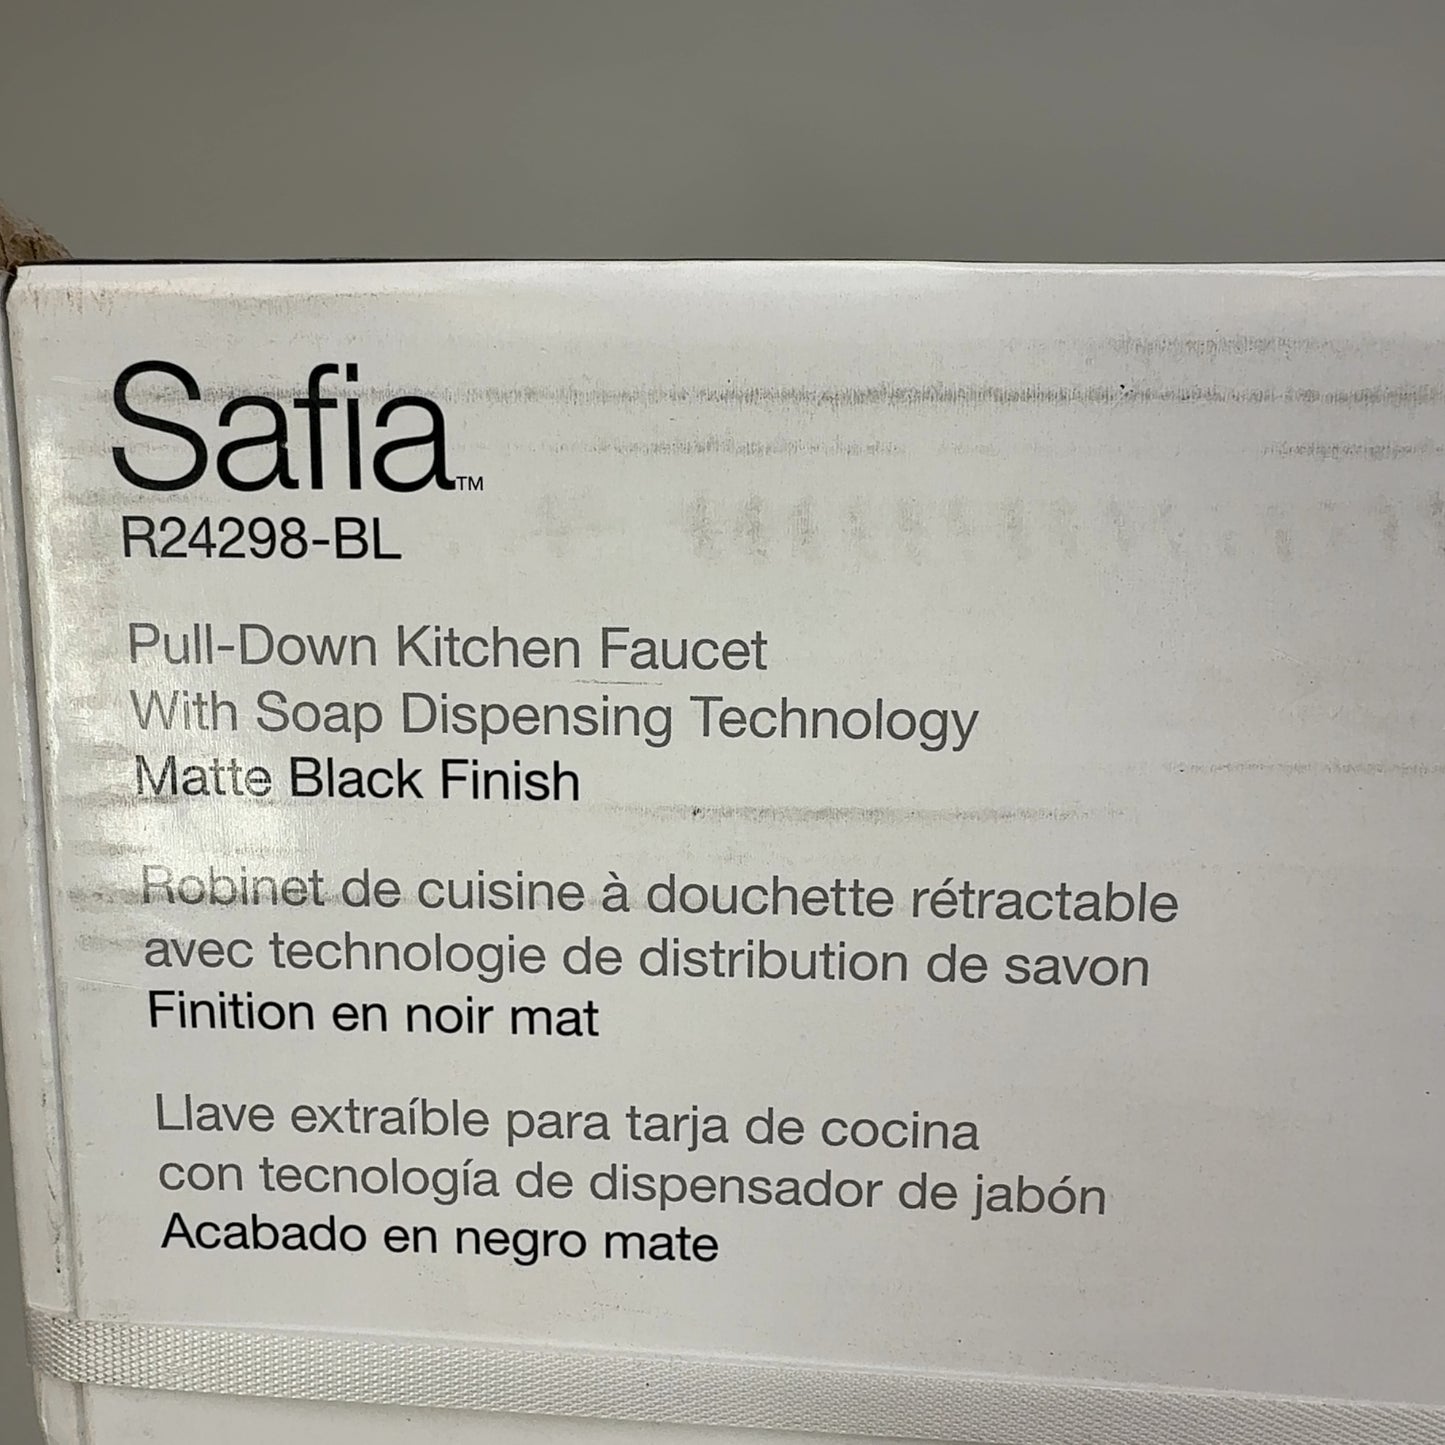 Safia™
R24298-BL
Pull-Down Kitchen Faucet
With Soap Dispensing Technology
Matte Black Finish
Robinet de cuisine à douchette rétractable
avec technologie de distribution de savon
Finition en noir mat
Llave extraíble para tarja de cocina
con tecnología de dispensador de jabón
Acabado en negro mate